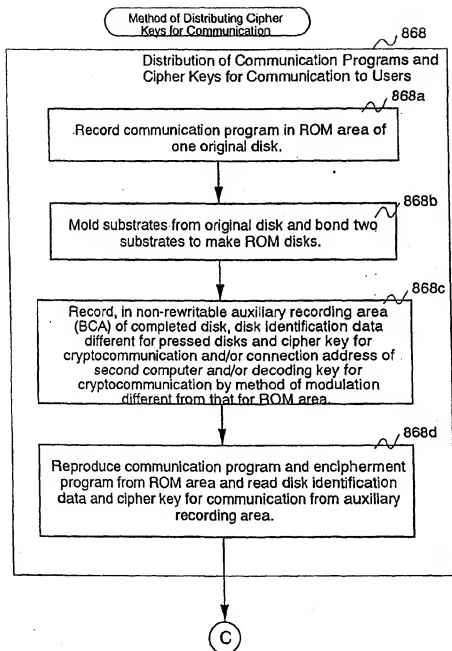 Method of Distributing Cipher
Keys for Communication
868
Distribution of Communication Programs and
Cipher Keys for Communication to Users
868a
Record communication program in ROM area of
one original disk.
868b
Mold substrates from original disk and bond two
substrates to make ROM disks.
868c
Record, in non-rewritable auxiliary recording area
(BCA) of completed disk, disk identification data
different for pressed disks and cipher key for
cryptocommunication and/or connection address of
second computer and/or decoding key for
cryptocommunication by method of modulation
different from that for ROM area.
868d
Reproduce communication program and encipherment
program from ROM area and read disk identification
data and cipher key for communication from auxiliary
recording area.
C